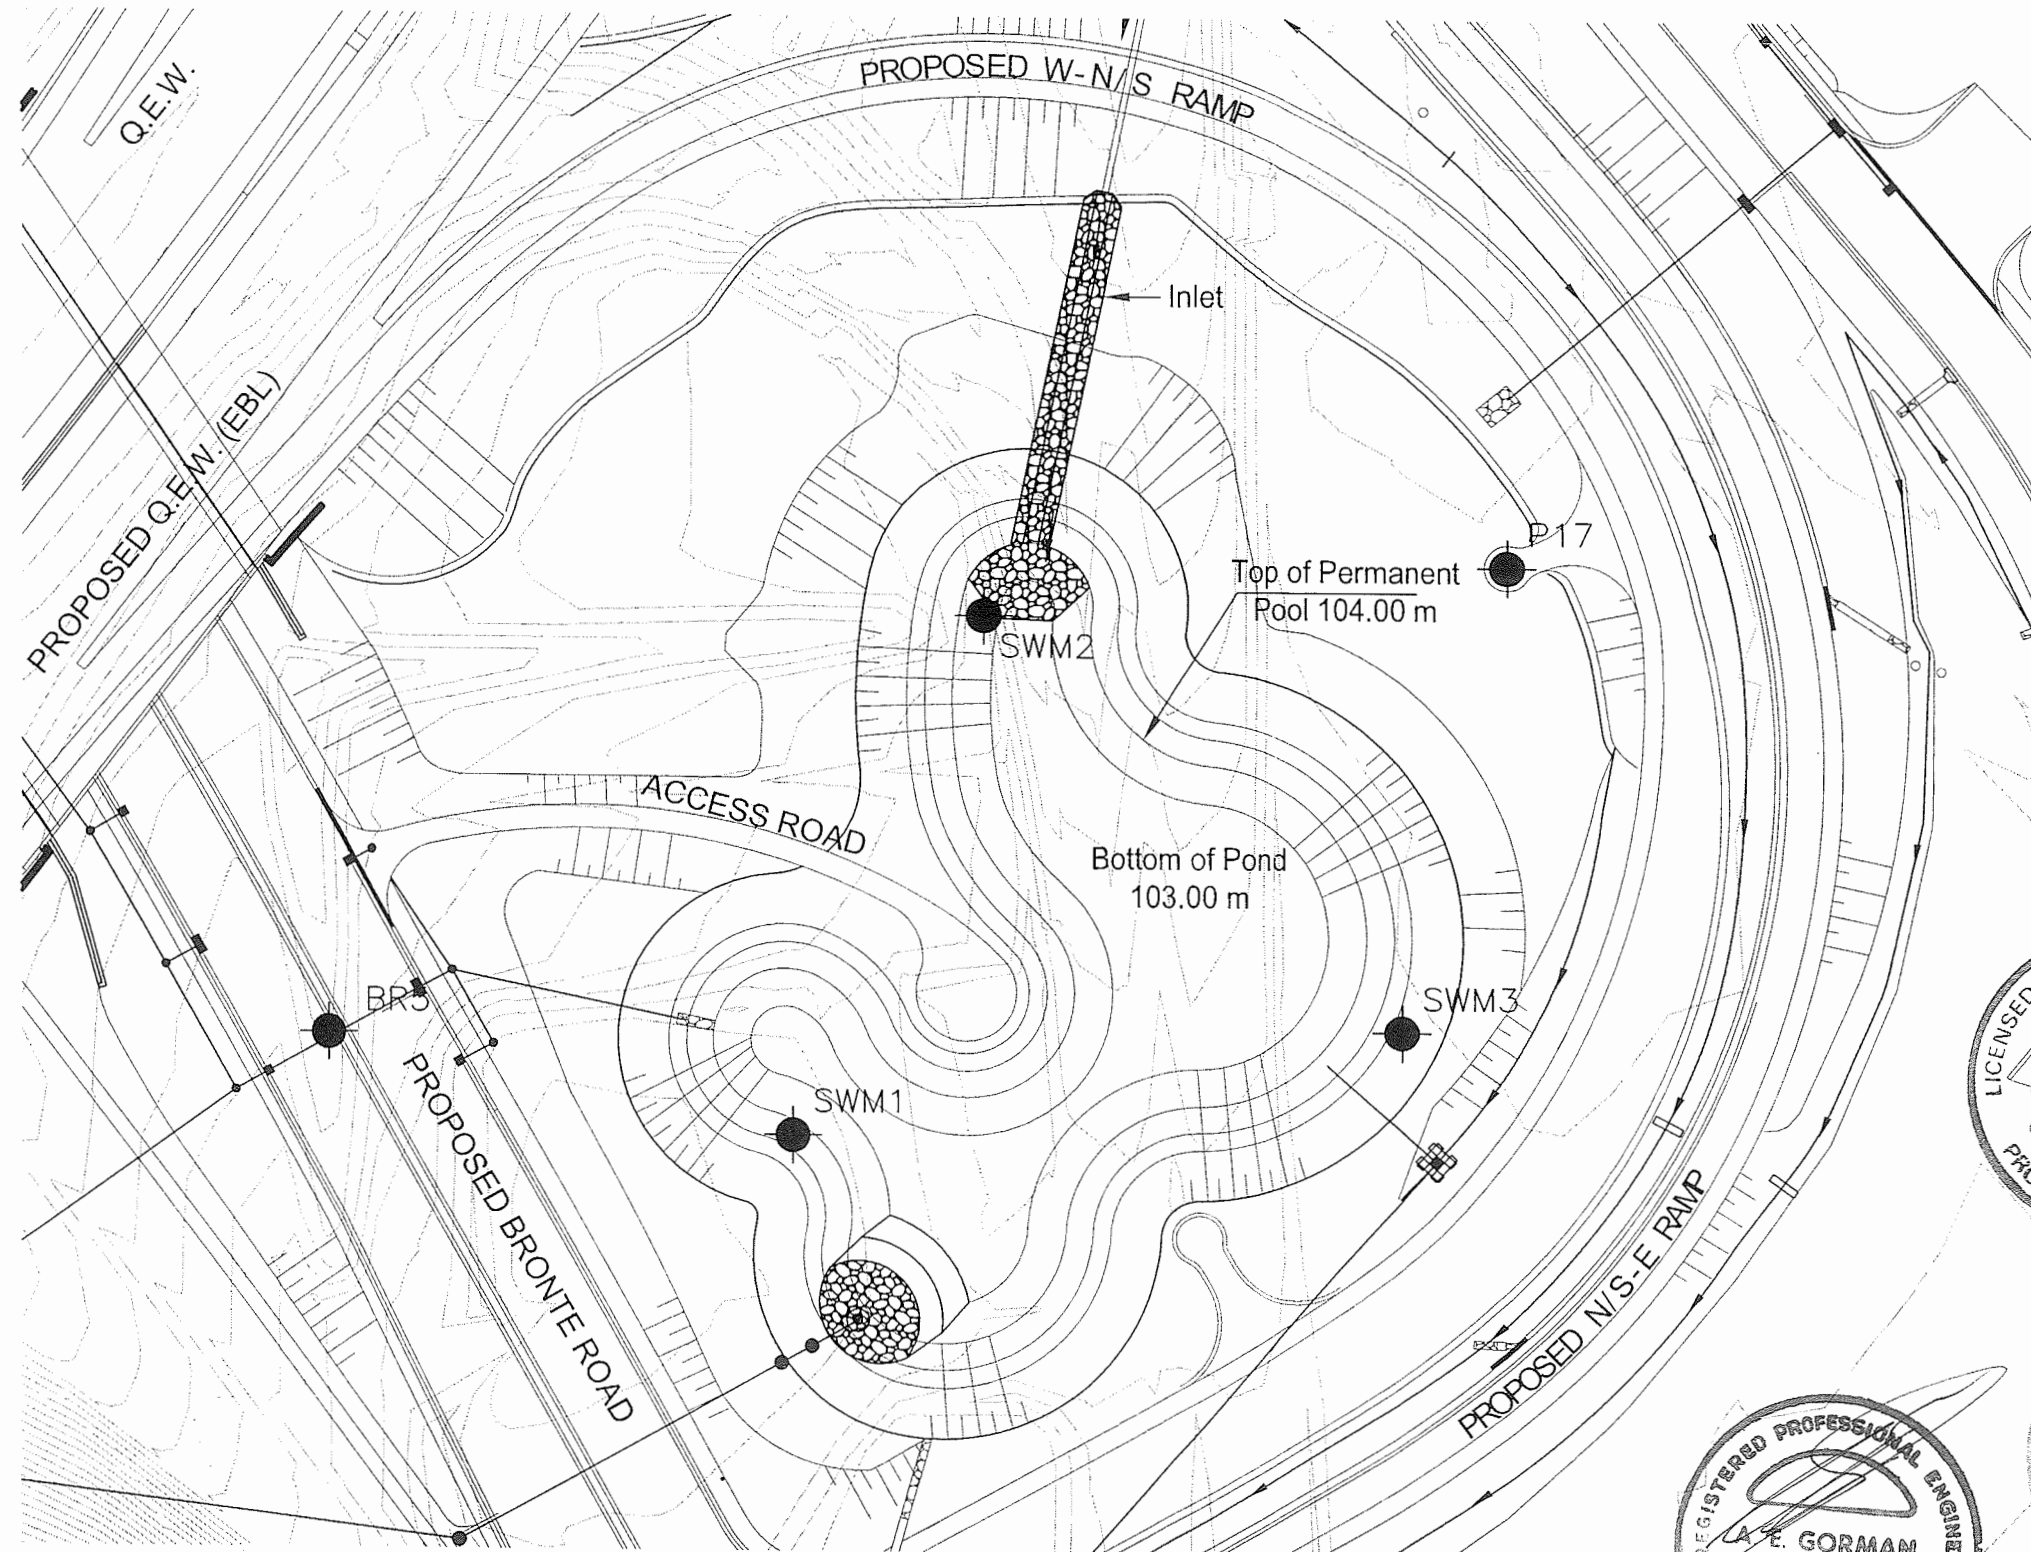 PROPOSED W-N/S RAMP
Q.E.W.
Inlet
PROPOSED Q.E.W. (EBL)
P17
Top of Permanent
Pool 104.00 m
SWM2
ACCESS ROAD
Bottom of Pond
103.00 m
BR3
SWM3
LICENSED
SWM1
PROPOSED BRONTE ROAD
PROPOSED N/S-E RAMP
REGISTERED PROFESSIONAL ENGINE
A. E. GORMAN